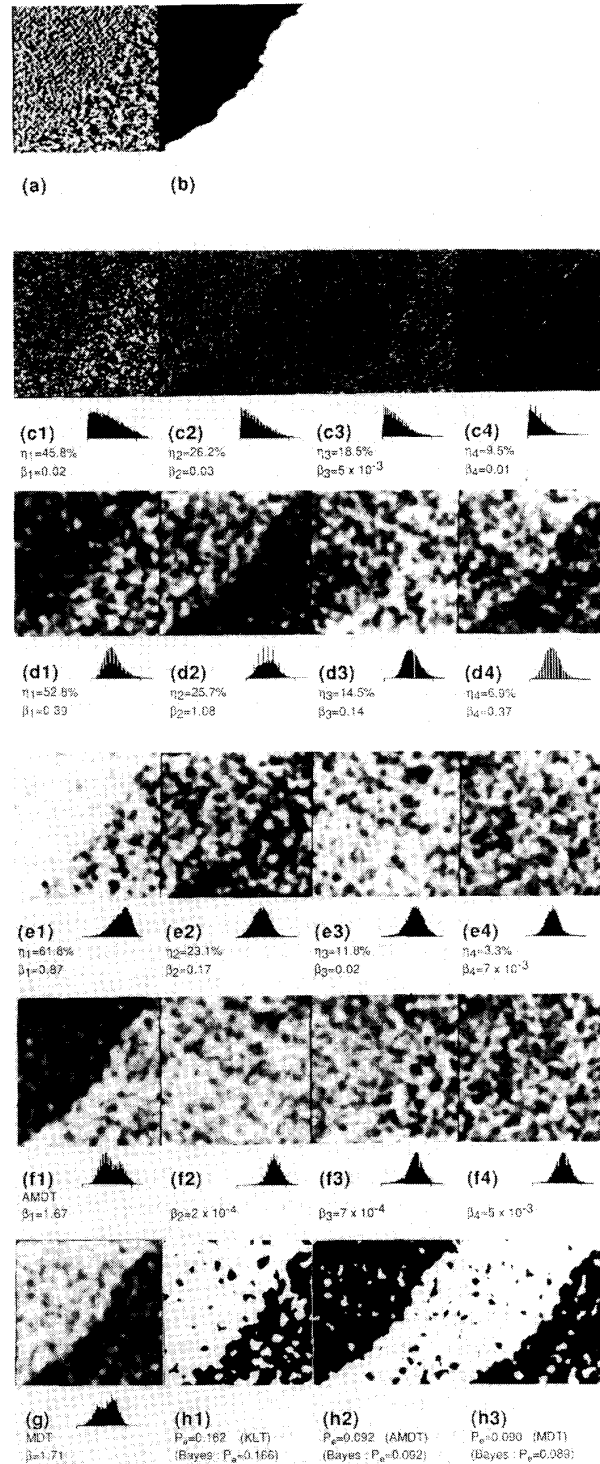 (a) (b)
(c1) (c2) (c3) (c4)
η1=45.8% η2=26.2% η3=18.5% η4=9.5%
β1=0.02 β2=0.03 β3=5 x 10-3 β4=0.01
(d1) (d2) (d3) (d4)
η1=52.8% η2=25.7% η3=14.5% η4=6.9%
β1=0.39 β2=1.08 β3=0.14 β4=0.37
(e1) (e2) (e3) (e4)
η1=61.8% η2=23.1% η3=11.8% η4=3.3%
β1=0.87 β2=0.17 β3=0.02 β4=7 x 10-3
(f1) (f2) (f3) (f4)
AMDT
β1=1.67 β2=2 x 10-4 β3=7 x 10-4 β4=5 x 10-3
(g) (h1) (h2) (h3)
MDT Pe=0.162 (KLT) Pe=0.092 (AMDT) Pe=0.090 (MDT)
β=1.71 (Bayes : Pe=0.166) (Bayes : Pe=0.092) (Bayes : Pe=0.089)